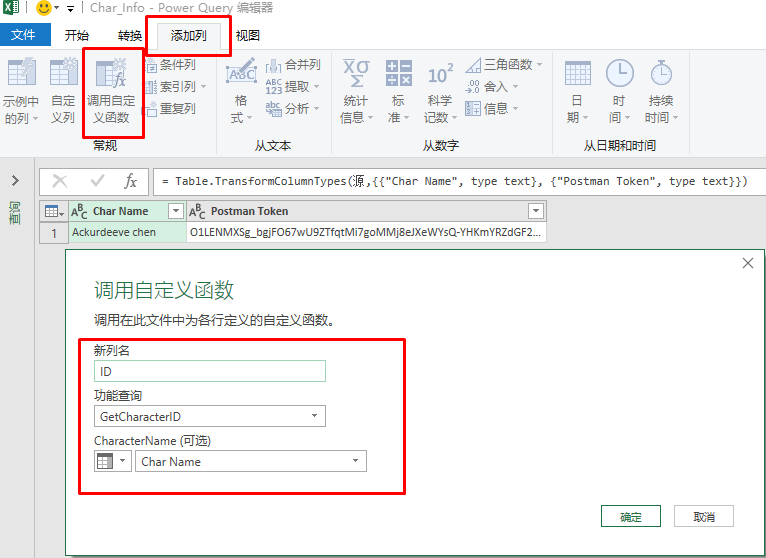 Char_Info - Power Query 编辑器
文件 开始 转换 添加列 视图
示例中的列
自定义列
调用自定义函数
条件列
索引列
重复列
常规
格式
合并列
ABC 123 提取
abc 分析
从文本
统计信息
标准
10² 科学记数
三角函数
.00 舍入
信息
从数字
日期
时间
持续时间
从日期和时间
查询
fx = Table.TransformColumnTypes(源,{{"Char Name", type text}, {"Postman Token", type text}})
ABC Char Name ABC Postman Token
1 Ackurdeeve chen O1LENMXSg_bgjFO67wU9ZTfqtMi7goMMj8eJXeWYsQ-YHKmYRZdGF2...
调用自定义函数
调用在此文件中为各行定义的自定义函数。
新列名
ID
功能查询
GetCharacterID
CharacterName (可选)
Char Name
确定 取消